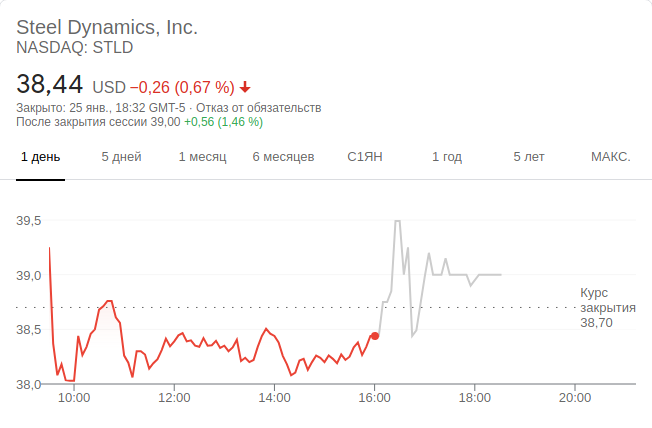 Steel Dynamics, Inc.
NASDAQ: STLD
38,44 USD −0,26 (0,67 %)
Закрыто: 25 янв., 18:32 GMT-5 · Отказ от обязательств
После закрытия сессии 39,00 +0,56 (1,46 %)
1 день 5 дней 1 месяц 6 месяцев С1ЯН 1 год 5 лет МАКС.
39,5
39,0
38,5
38,0
Курс
закрытия
38,70
10:00 12:00 14:00 16:00 18:00 20:00